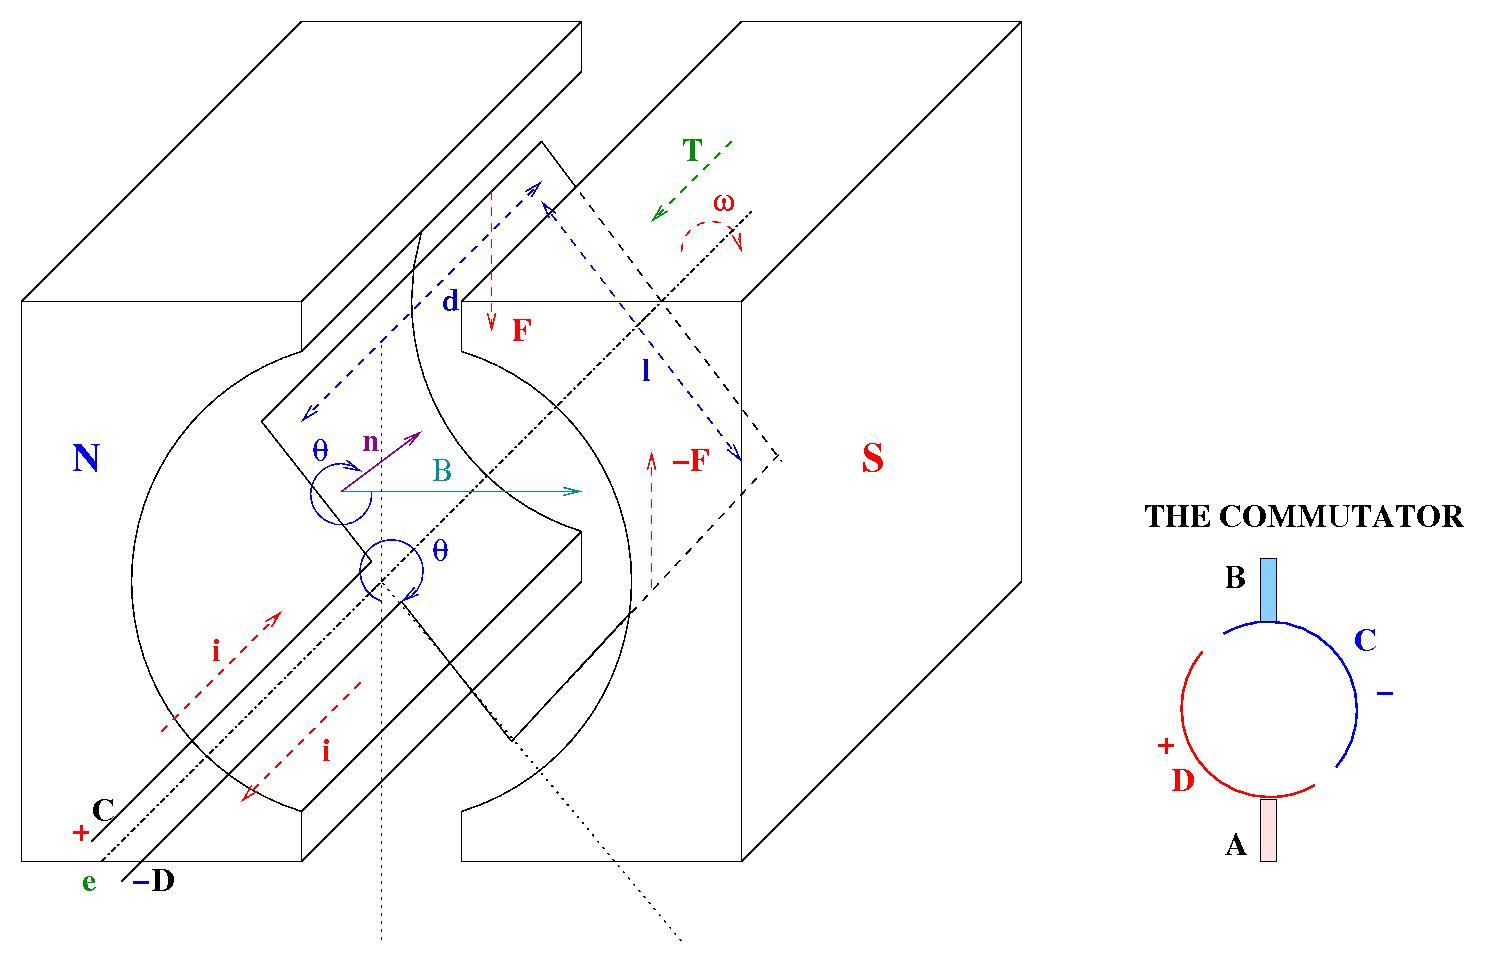 T
ω
d
F
l
θ
n
B
N
–F
S
θ
i
i
C
+
e
–D
THE COMMUTATOR
B
C
–
+
D
A